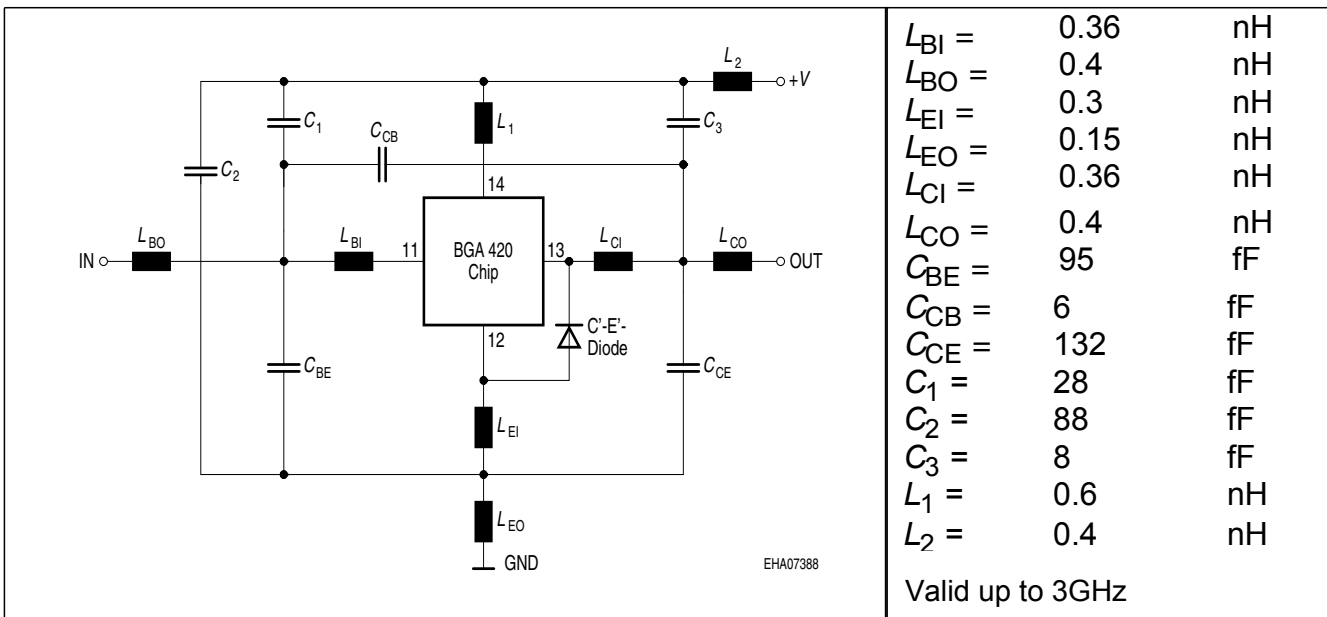 L2
+V
C1
L1
C3
CCB
C2
14
LBO
LBI
11
BGA 420
Chip
13
LCI
LCO
IN
OUT
12
C'-E'-
Diode
CBE
CCE
LEI
LEO
GND
EHA07388
LBI = 0.36 nH
LBO = 0.4 nH
LEI = 0.3 nH
LEO = 0.15 nH
LCI = 0.36 nH
LCO = 0.4 nH
CBE = 95 fF
CCB = 6 fF
CCE = 132 fF
C1 = 28 fF
C2 = 88 fF
C3 = 8 fF
L1 = 0.6 nH
L2 = 0.4 nH
Valid up to 3GHz